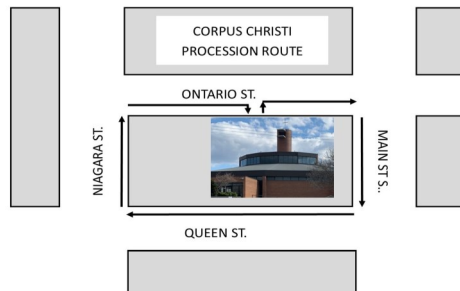 CORPUS CHRISTI
PROCESSION ROUTE
ONTARIO ST.
NIAGARA ST.
MAIN ST S..
QUEEN ST.